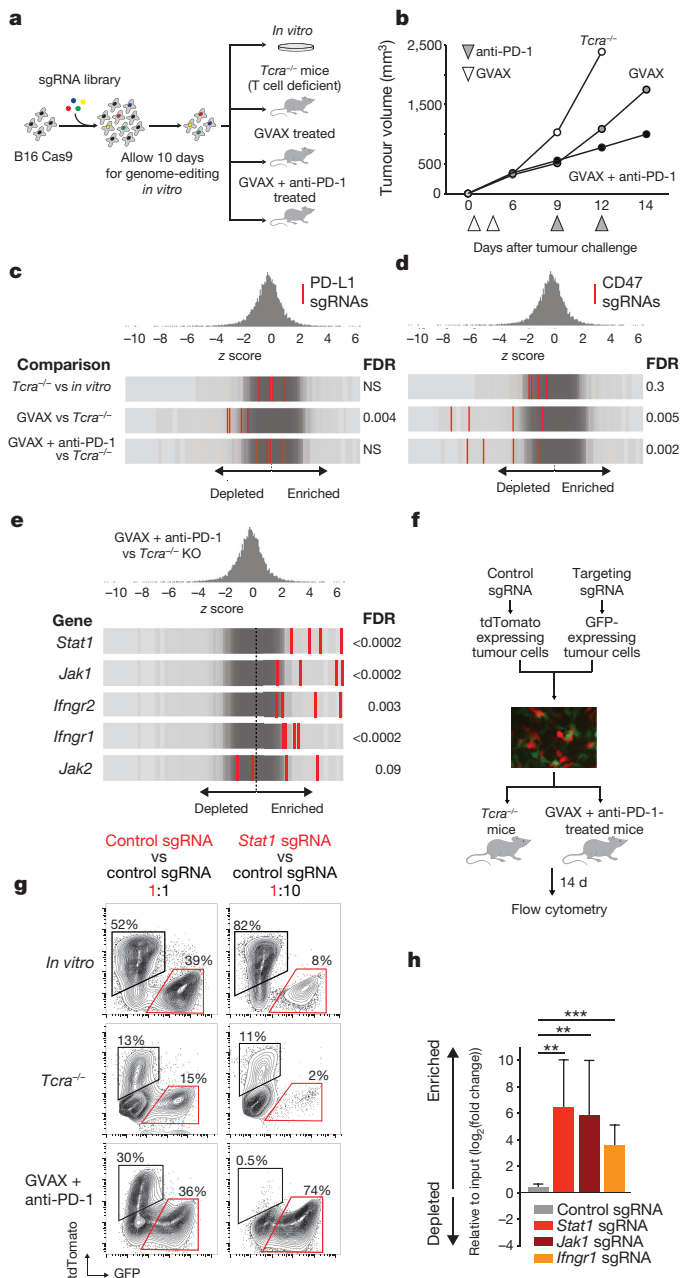 a
In vitro
sgRNA library
Tcra–/– mice
(T cell deficient)
GVAX treated
B16 Cas9
Allow 10 days
for genome-editing
in vitro
GVAX + anti-PD-1
treated
b
anti-PD-1
GVAX
Tcra–/–
GVAX
GVAX + anti-PD-1
Tumour volume (mm3)
2,500
1,500
500
0
0 6 9 12 14
Days after tumour challenge
c
PD-L1
sgRNAs
−10 −8 −6 −4 −2 0 2 4 6
z score
Comparison
FDR
Tcra–/– vs in vitro
NS
GVAX vs Tcra–/–
0.004
GVAX + anti-PD-1
vs Tcra–/–
NS
Depleted Enriched
d
CD47
sgRNAs
−10 −8 −6 −4 −2 0 2 4 6
z score
FDR
0.3
0.005
0.002
Depleted Enriched
e
GVAX + anti-PD-1
vs Tcra–/– KO
−10 −8 −6 −4 −2 0 2 4 6
z score
Gene
FDR
Stat1
<0.0002
Jak1
<0.0002
Ifngr2
0.003
Ifngr1
<0.0002
Jak2
0.09
Depleted Enriched
f
Control
sgRNA
Targeting
sgRNA
tdTomato
expressing
tumour cells
GFP-
expressing
tumour cells
Tcra–/–
mice
GVAX + anti-PD-1-
treated mice
14 d
Flow cytometry
g
Control sgRNA
vs
control sgRNA
1:1
Stat1 sgRNA
vs
control sgRNA
1:10
In vitro
52%
39%
82%
8%
Tcra–/–
13%
15%
11%
2%
GVAX +
anti-PD-1
30%
36%
0.5%
74%
tdTomato
GFP
h
***
**
**
Enriched
Depleted
Relative to input (log2(fold change))
10
8
6
4
2
0
−2
−4
Control sgRNA
Stat1 sgRNA
Jak1 sgRNA
Ifngr1 sgRNA